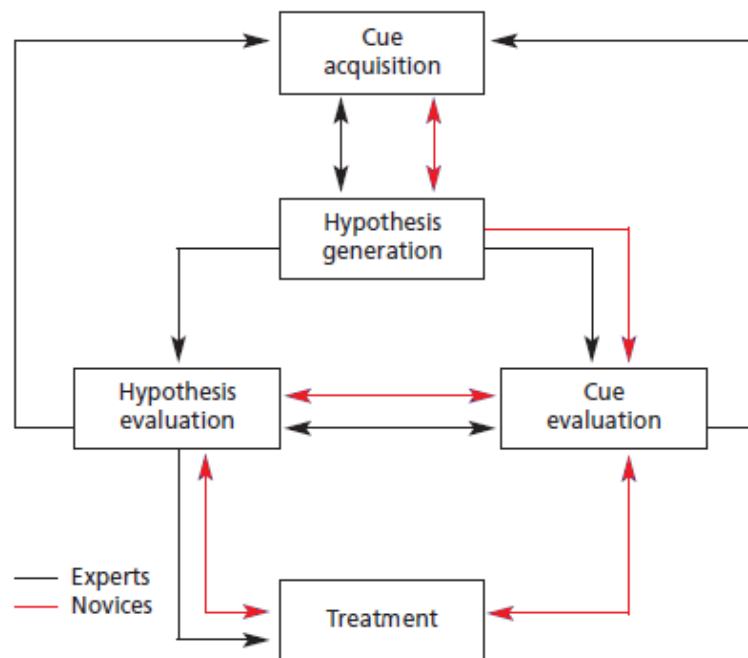 Cue
acquisition
Hypothesis
generation
Hypothesis
evaluation
Cue
evaluation
Experts
Novices
Treatment